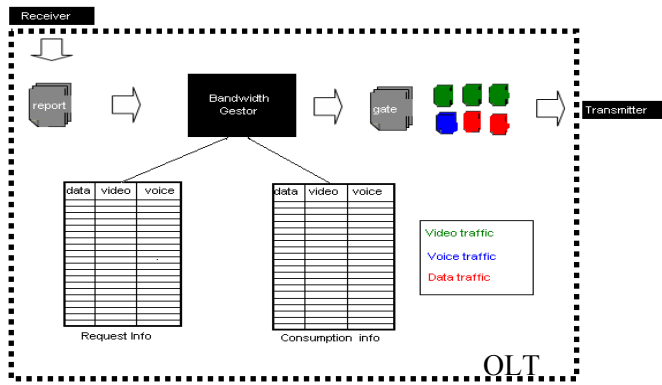 Receiver
report
Bandwidth
Gestor
gate
Transmitter
data video voice
data video voice
Video traffic
Voice traffic
Data traffic
Request Info
Consumption info
OLT